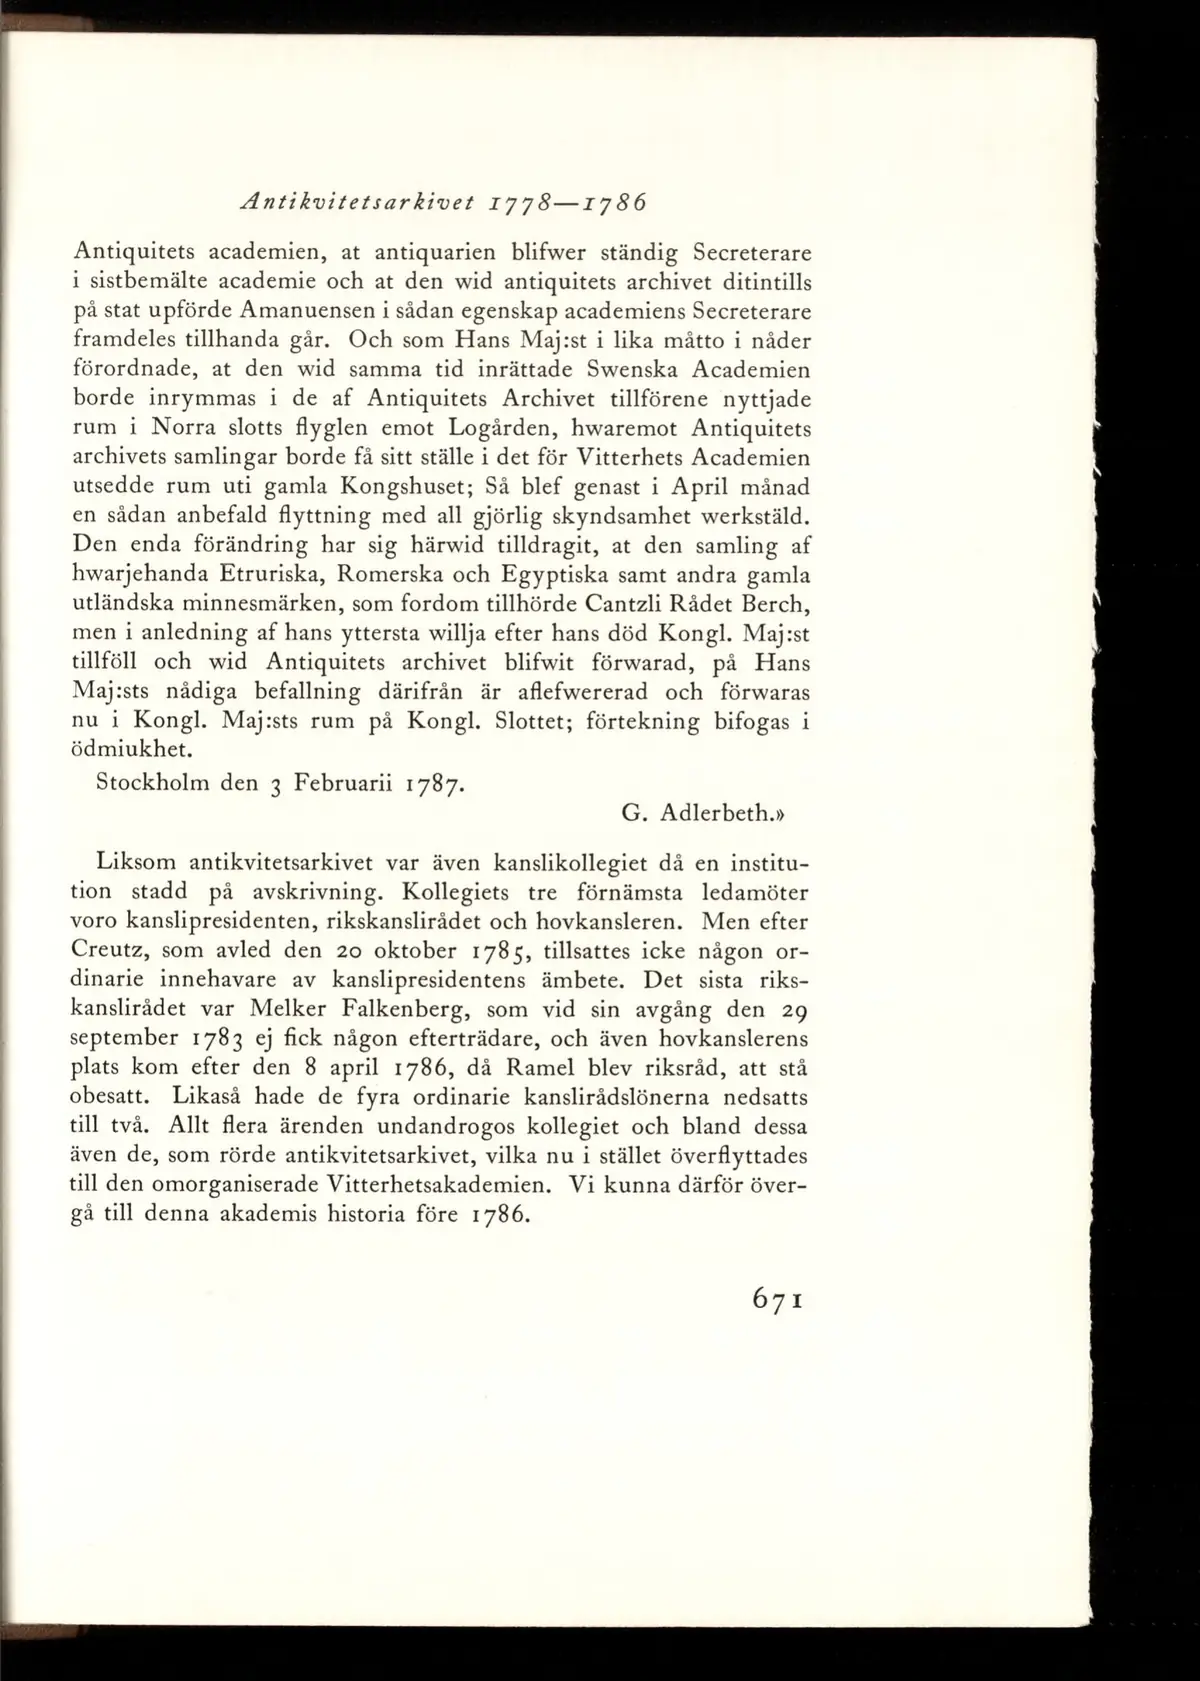 Antikvitetsarkivet 1778—1786
Antiquitets academien, at antiquarien blifwer ständig Secreterare
i sistbemälte academie och at den wid antiquitets archivet ditintills
på stat upförde Amanuensen i sådan egenskap academiens Secreterare
framdeles tillhanda går. Och som Hans Maj:st i lika måtto i nåder
förordnade, at den wid samma tid inrättade Swenska Academien
borde inrymmas i de af Antiquitets Archivet tillförene nyttjade
rum i Norra slotts flyglen emot Logården, hwaremot Antiquitets
archivets samlingar borde få sitt ställe i det för Vitterhets Academien
utsedde rum uti gamla Kongshuset; Så blef genast i April månad
en sådan anbefald flyttning med all gjörlig skyndsamhet werkstäld.
Den enda förändring har sig härwid tilldragit, at den samling af
hwarjehanda Etruriska, Romerska och Egyptiska samt andra gamla
utländska minnesmärken, som fordom tillhörde Cantzli Rådet Berch,
men i anledning af hans yttersta willja efter hans död Kongl. Maj:st
tillföll och wid Antiquitets archivet blifwit förwarad, på Hans
Maj:sts nådiga befallning därifrån är aflefwererad och förwaras
nu i Kongl. Maj:sts rum på Kongl. Slottet; förtekning bifogas i
ödmiukhet.
Stockholm den 3 Februarii 1787.
G. Adlerbeth.»
Liksom antikvitetsarkivet var även kanslikollegiet då en institu-
tion stadd på avskrivning. Kollegiets tre förnämsta ledamöter
voro kanslipresidenten, rikskanslirådet och hovkansleren. Men efter
Creutz, som avled den 20 oktober 1785, tillsattes icke någon or-
dinarie innehavare av kanslipresidentens ämbete. Det sista riks-
kanslirådet var Melker Falkenberg, som vid sin avgång den 29
september 1783 ej fick någon efterträdare, och även hovkanslerens
plats kom efter den 8 april 1786, då Ramel blev riksråd, att stå
obesatt. Likaså hade de fyra ordinarie kanslirådslönerna nedsatts
till två. Allt flera ärenden undandrogos kollegiet och bland dessa
även de, som rörde antikvitetsarkivet, vilka nu i stället överflyttades
till den omorganiserade Vitterhetsakademien. Vi kunna därför över-
gå till denna akademis historia före 1786.
671